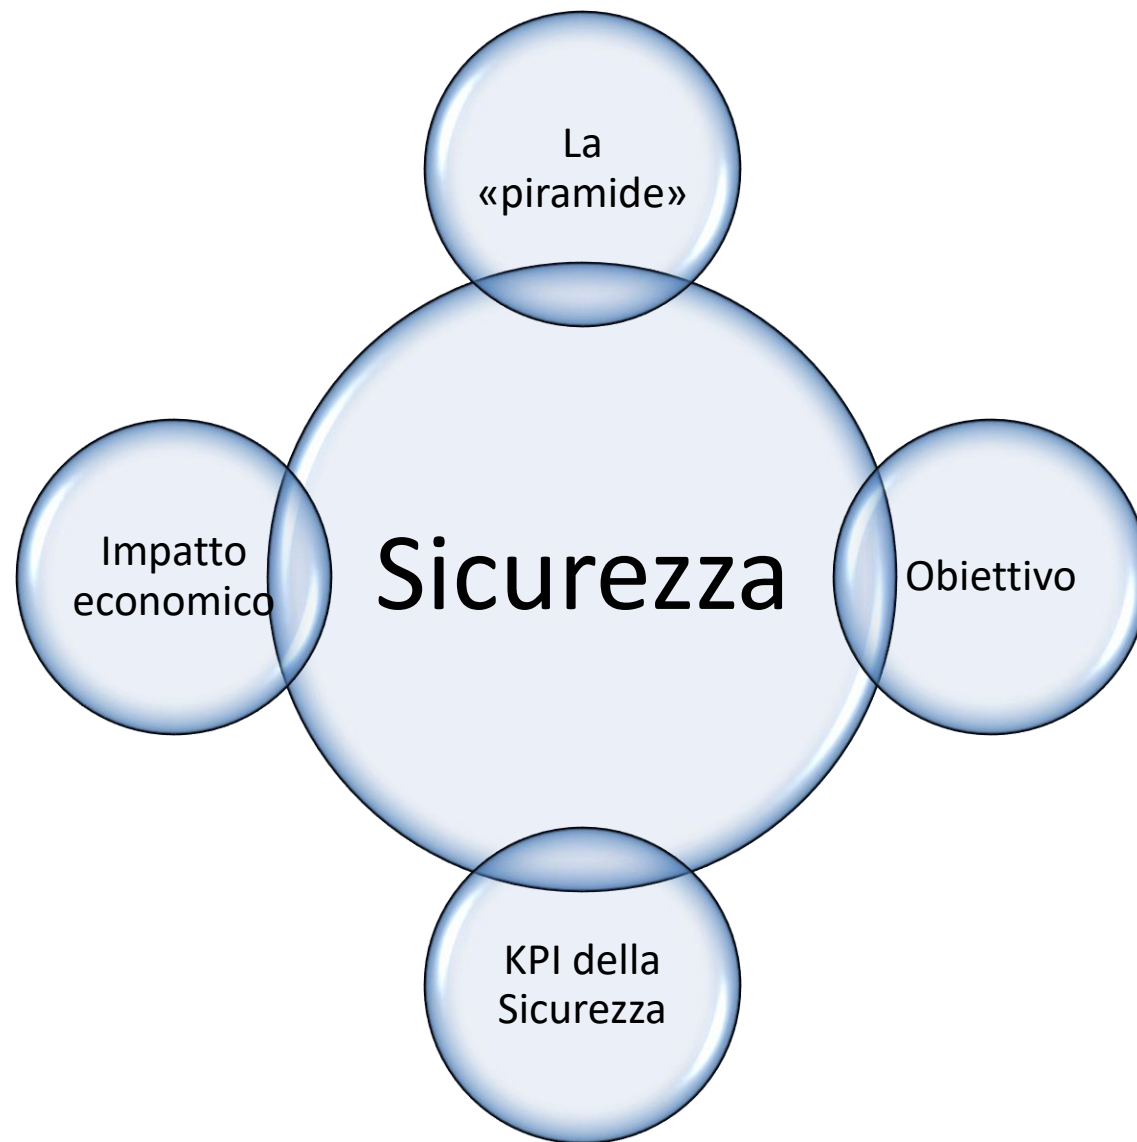 La
«piramide»
Impatto
economico
Sicurezza
Obiettivo
KPI della
Sicurezza